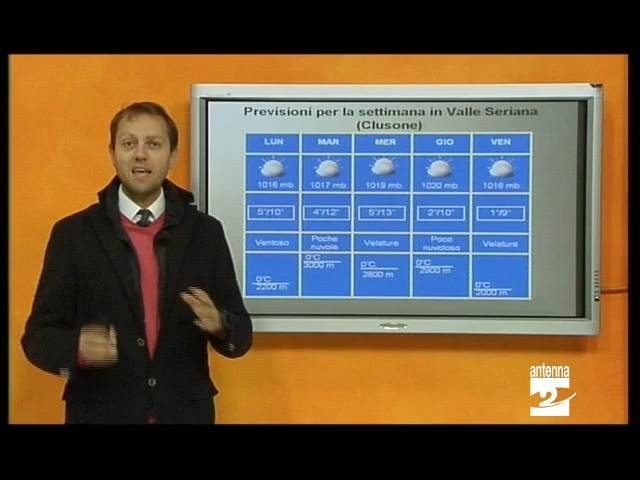 Previsioni per la settimana in Valle Seriana
(Clusone)
LUN MAR MER GIO VEN
1016 mb 1017 mb 1019 mb 1020 mb 1016 mb
5°/10° 4°/12° 5°/13° 2°/10° 1°/9°
Ventoso Poche nuvole Velature Poco nuvoloso Velature
0°C 0°C 0°C 0°C 0°C
2200 m 3000 m 2800 m 2900 m 2000 m
antenna
2